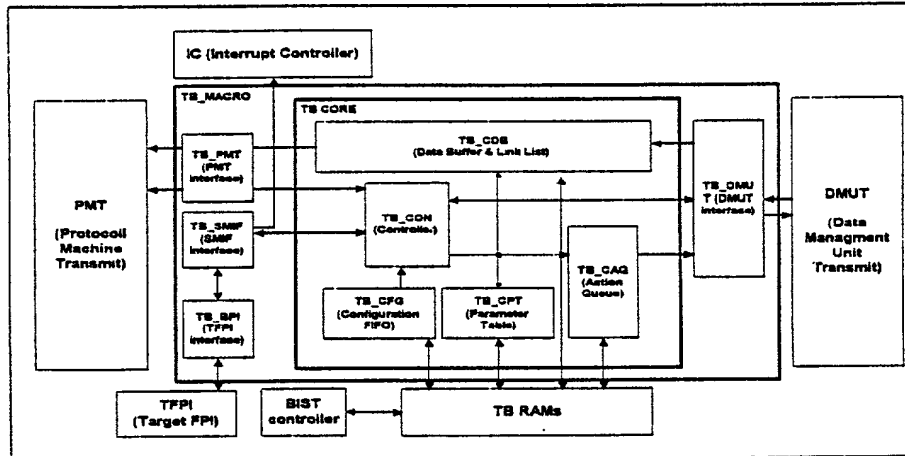 IC (Interrupt Controller)
TB_MACRO
TB CORE
TB_CDB
(Data Buffer & Link List)
TB_PMT
(PMT
interface)
TB_DMU
T (DMUT
interface)
PMT
(Protocoll
Machine
Transmit)
TB_CON
(Controller)
DMUT
(Data
Managment
Unit
Transmit)
TB_SMIF
(SMIF
interface)
TB_CAQ
(Action
Queue)
TB_CFG
(Configuration
FIFO)
TB_CPT
(Parameter
Table)
TB_BPI
(TFPI
interface)
TFPI
(Target FPI)
BIST
controller
TB RAMs